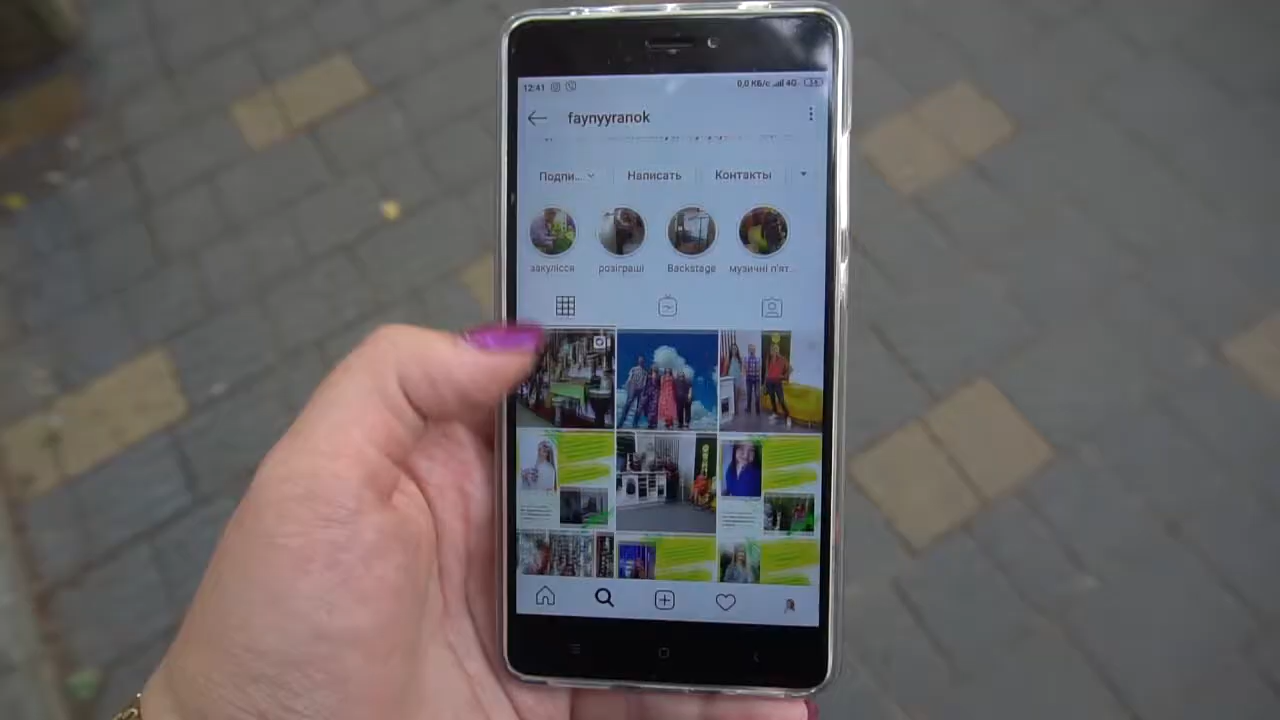 12:41 0,0 КБ/с 4G
faynyyranok
Подпи... Написать Контакты
закулісся розіграші Backstage музичні п'ят...